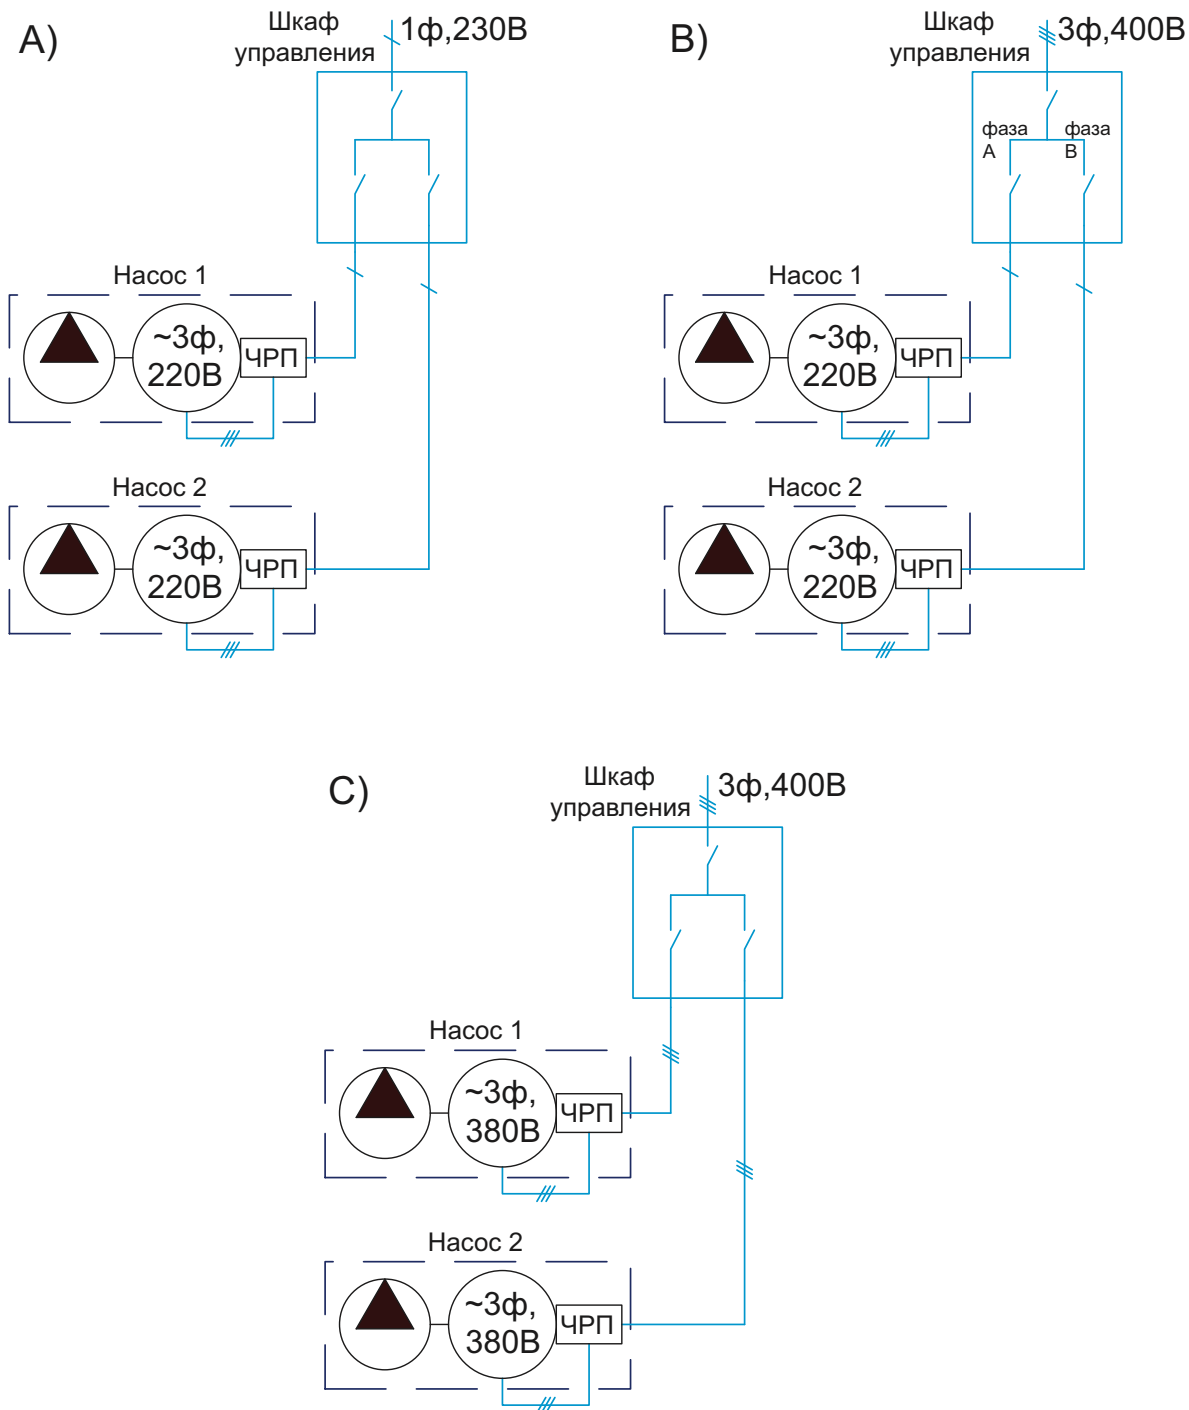 A)
Шкаф
управления
1ф,230В
Насос 1
~3ф,
220В
ЧРП
Насос 2
~3ф,
220В
ЧРП
B)
Шкаф
управления
3ф,400В
фаза
A
фаза
B
Насос 1
~3ф,
220В
ЧРП
Насос 2
~3ф,
220В
ЧРП
C)
Шкаф
управления
3ф,400В
Насос 1
~3ф,
380В
ЧРП
Насос 2
~3ф,
380В
ЧРП